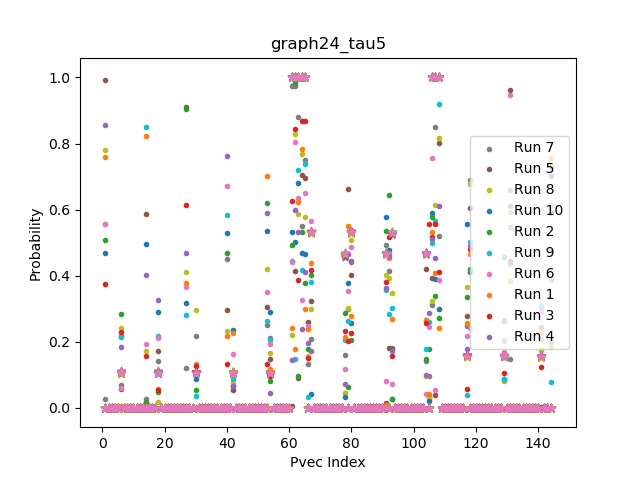 graph24_tau5
1.0
0.8
0.6
0.4
0.2
0.0
Probability
0 20 40 60 80 100 120 140
Pvec Index
Run 7
Run 5
Run 8
Run 10
Run 2
Run 9
Run 6
Run 1
Run 3
Run 4